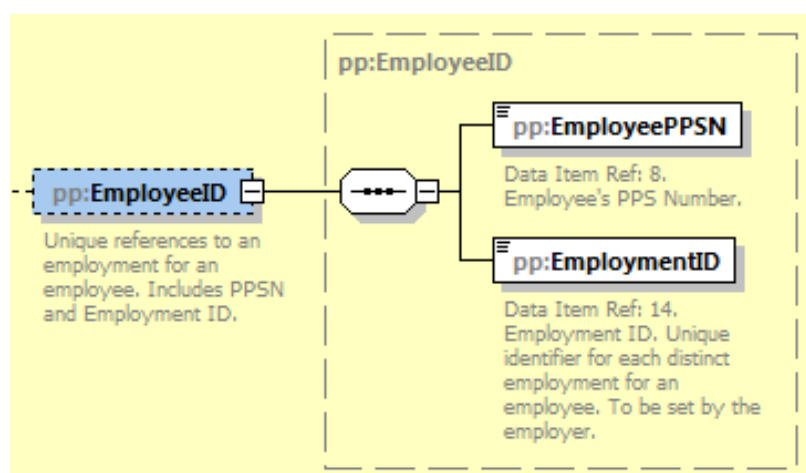 pp:EmployeeID
pp:EmployeePPSN
Data Item Ref: 8.
Employee's PPS Number.
pp:EmployeeID
Unique references to an
employment for an
employee. Includes PPSN
and Employment ID.
pp:EmploymentID
Data Item Ref: 14.
Employment ID. Unique
identifier for each distinct
employment for an
employee. To be set by the
employer.